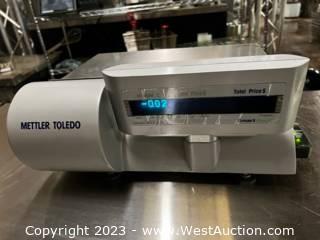 Total Price $
-0.02
METTLER TOLEDO
Copyright 2023 - www.WestAuction.com